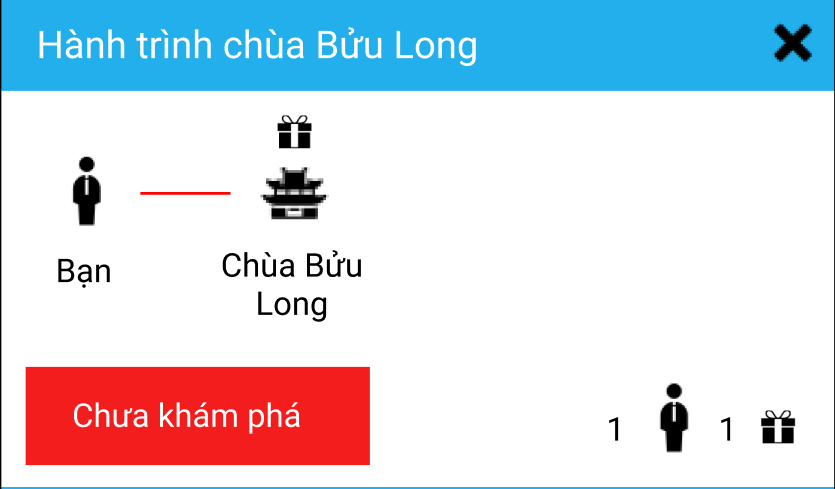 Hành trình chùa Bửu Long
Bạn
Chùa Bửu
Long
Chưa khám phá
1 1